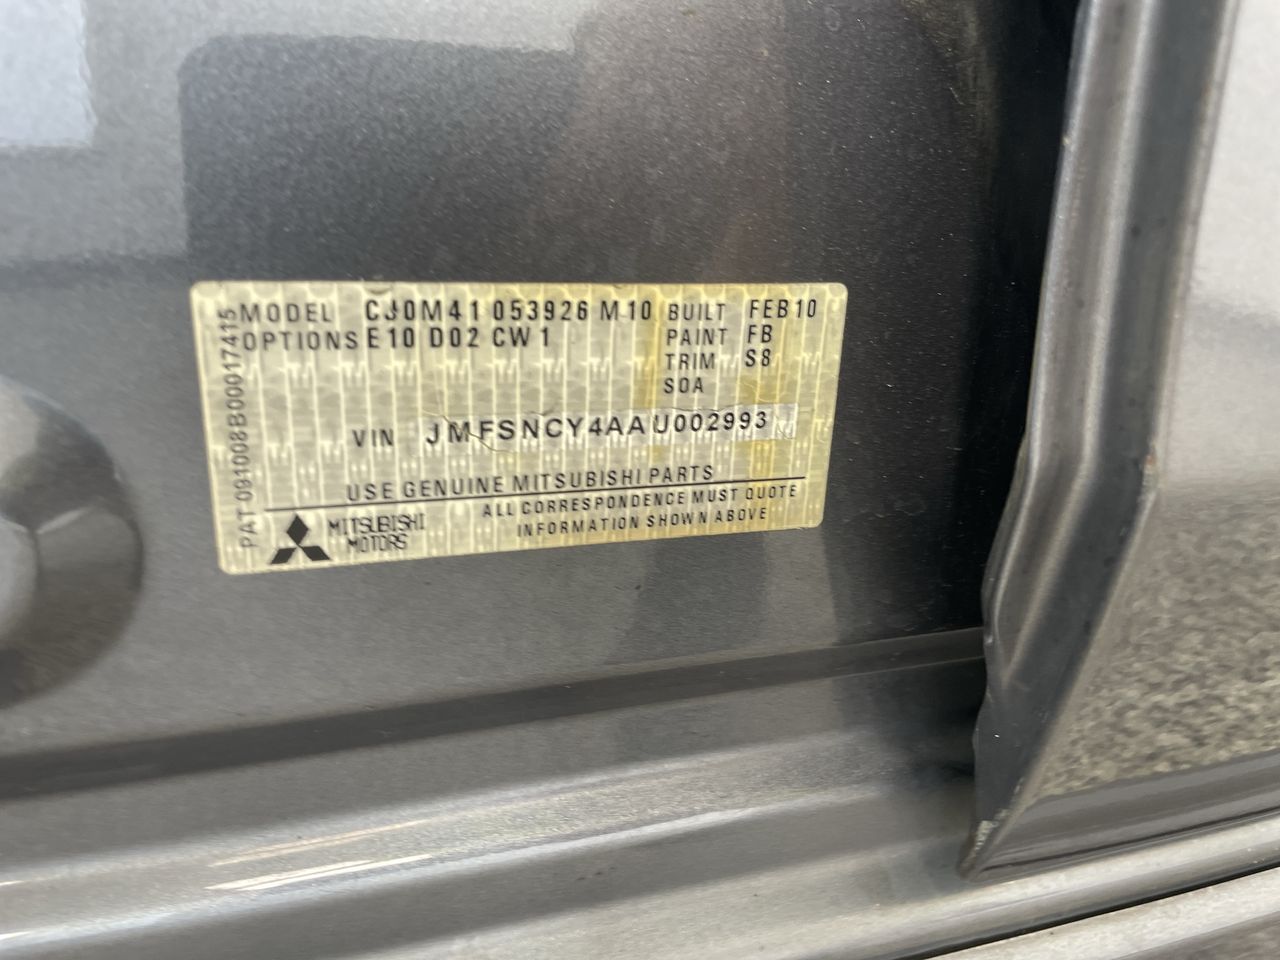 MODEL CJ0M41 053926 M10 BUILT FEB10
OPTIONS E10 D02 CW1 PAINT FB
TRIM S8
SOA
VIN JMFSNCY4AAU002993
USE GENUINE MITSUBISHI PARTS
ALL CORRESPONDENCE MUST QUOTE
INFORMATION SHOWN ABOVE
MITSUBISHI
MOTORS
PAT 091008B00017415